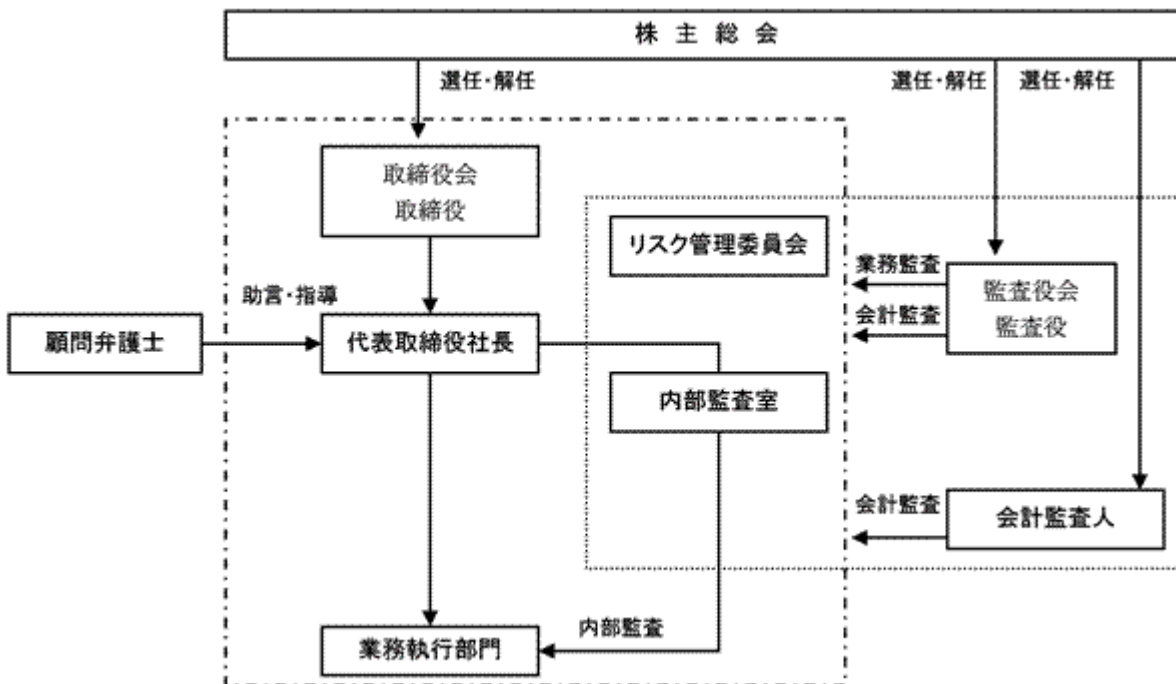 株 主 総 会
選任・解任
選任・解任
選任・解任
取締役会
取締役
リスク管理委員会
業務監査
監査役会
監査役
会計監査
助言・指導
顧問弁護士
代表取締役社長
内部監査室
会計監査
会計監査人
内部監査
業務執行部門